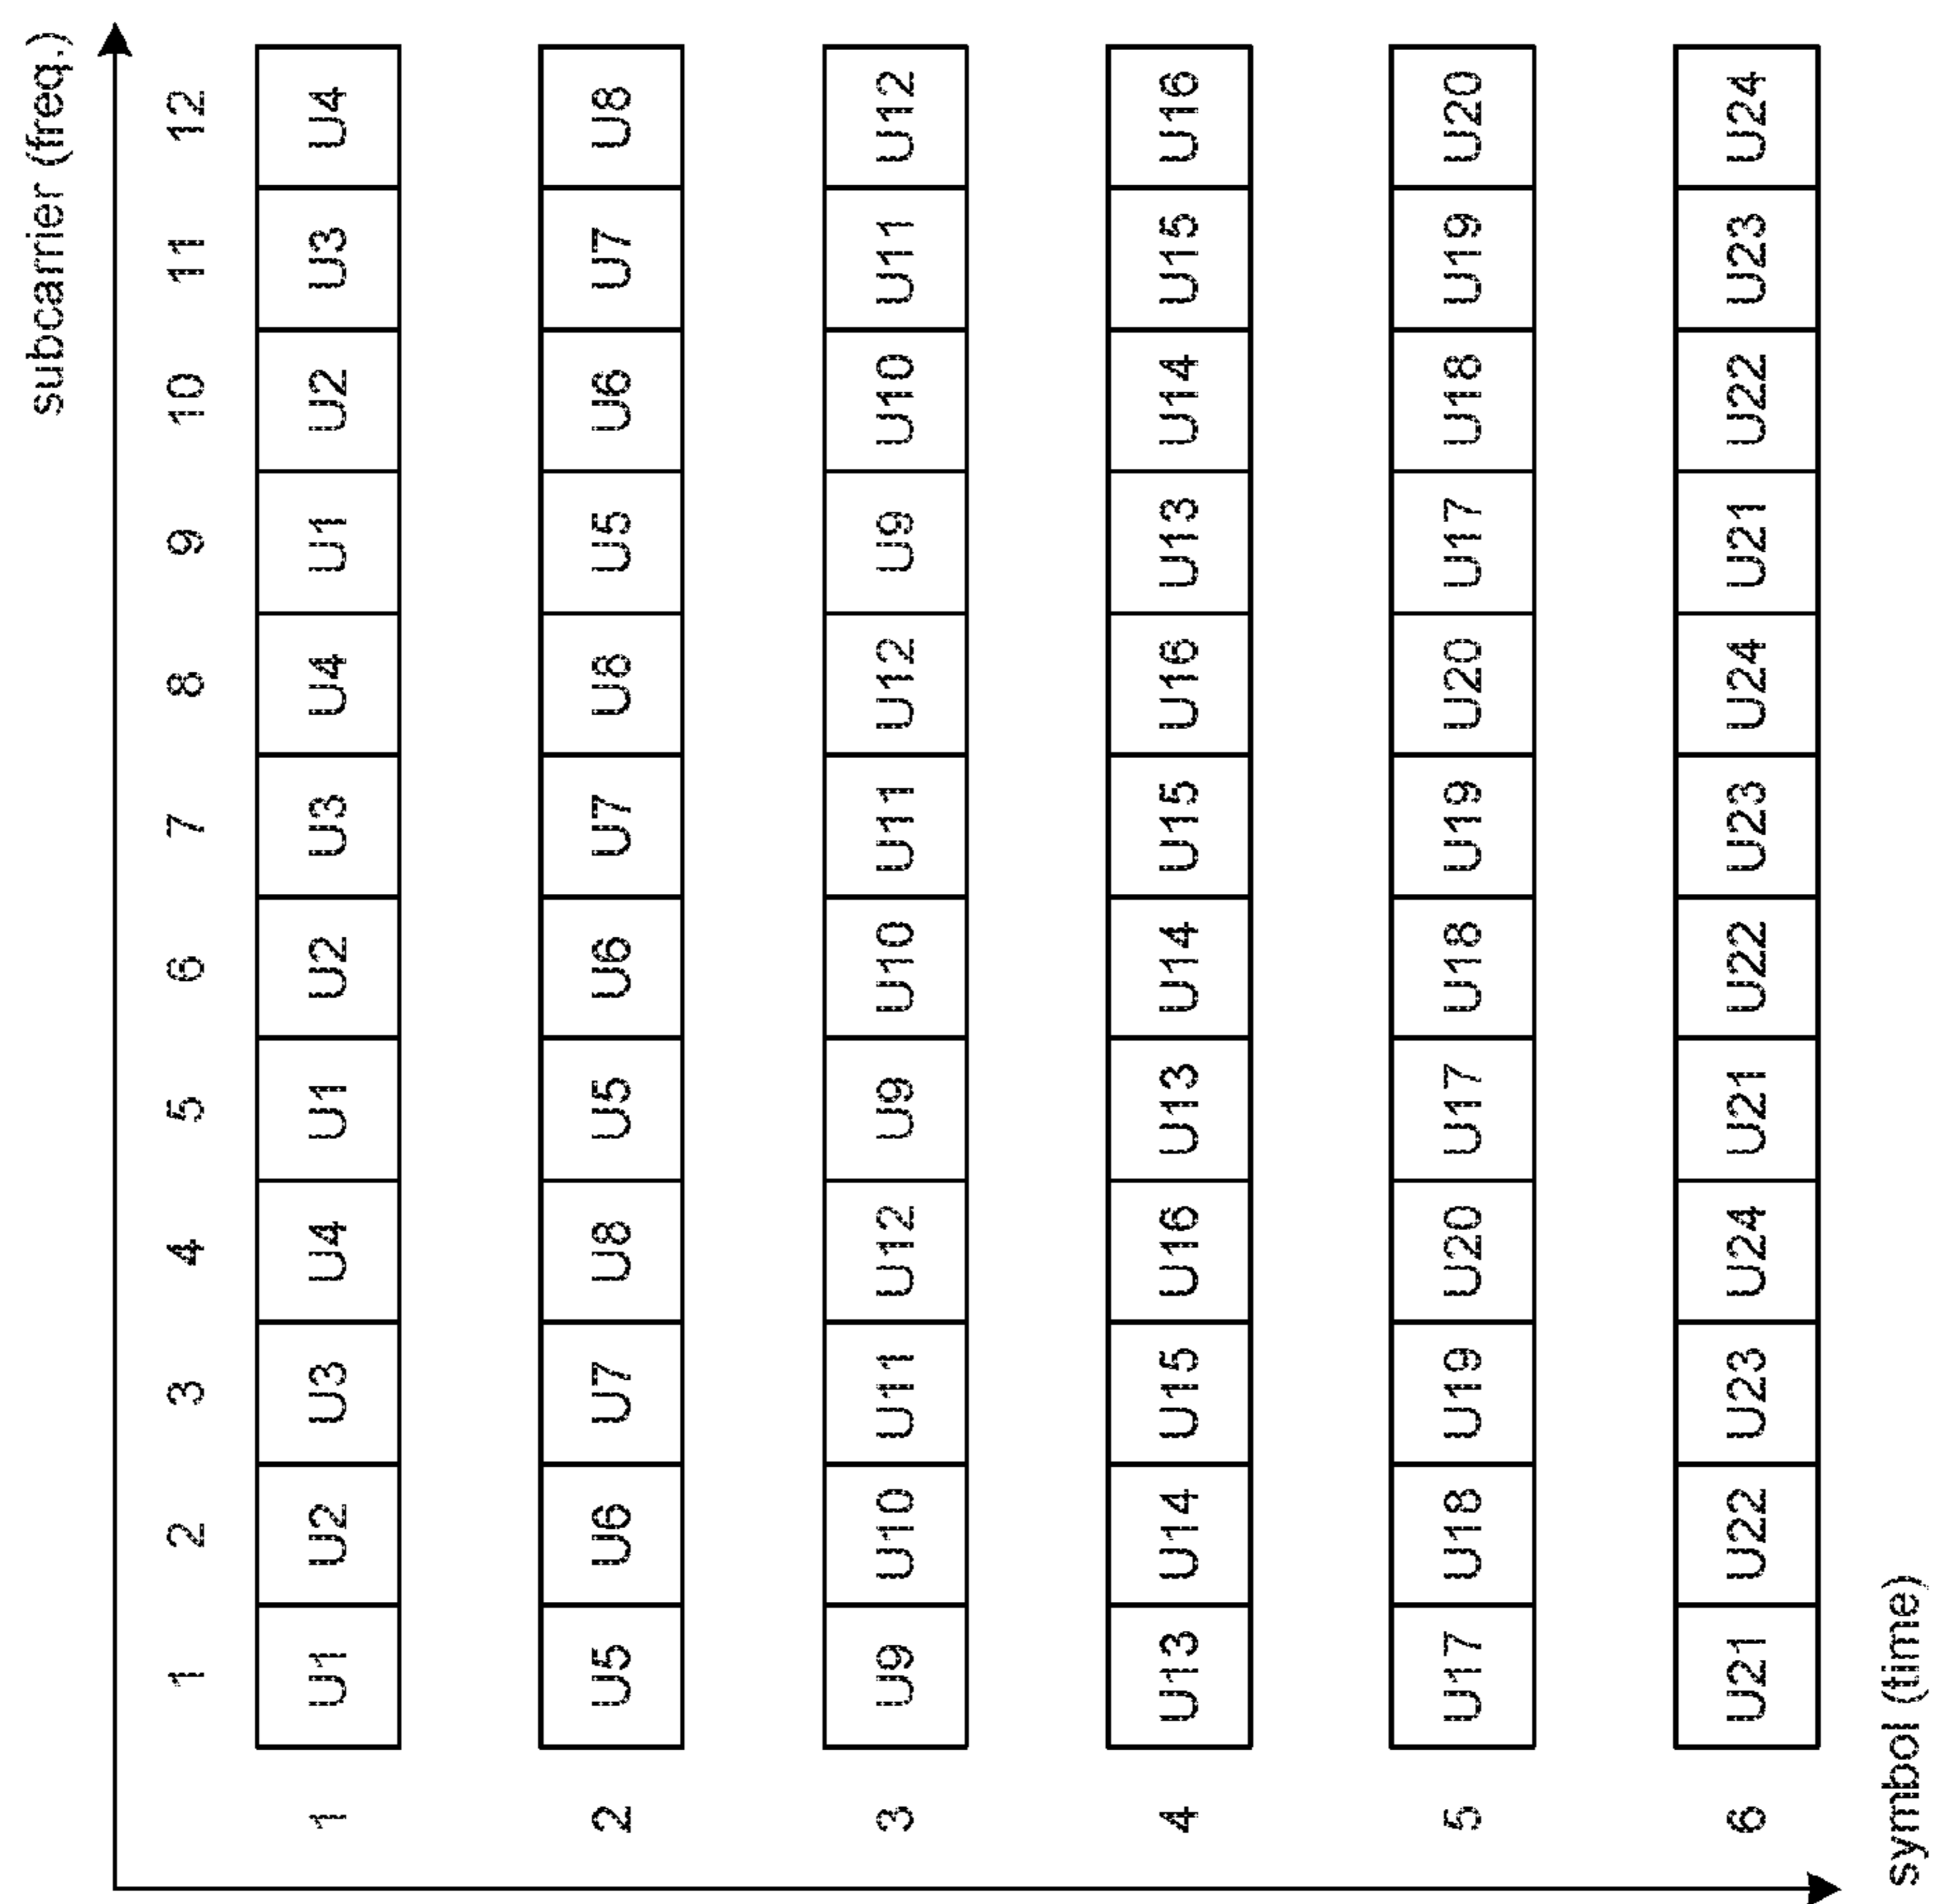 subcarrier (freq.)
1 2 3 4 5 6 7 8 9 10 11 12
1 U1 U2 U3 U4 U1 U2 U3 U4 U1 U2 U3 U4
2 U5 U6 U7 U8 U5 U6 U7 U8 U5 U6 U7 U8
3 U9 U10 U11 U12 U9 U10 U11 U12 U9 U10 U11 U12
4 U13 U14 U15 U16 U13 U14 U15 U16 U13 U14 U15 U16
5 U17 U18 U19 U20 U17 U18 U19 U20 U17 U18 U19 U20
6 U21 U22 U23 U24 U21 U22 U23 U24 U21 U22 U23 U24
symbol (time)